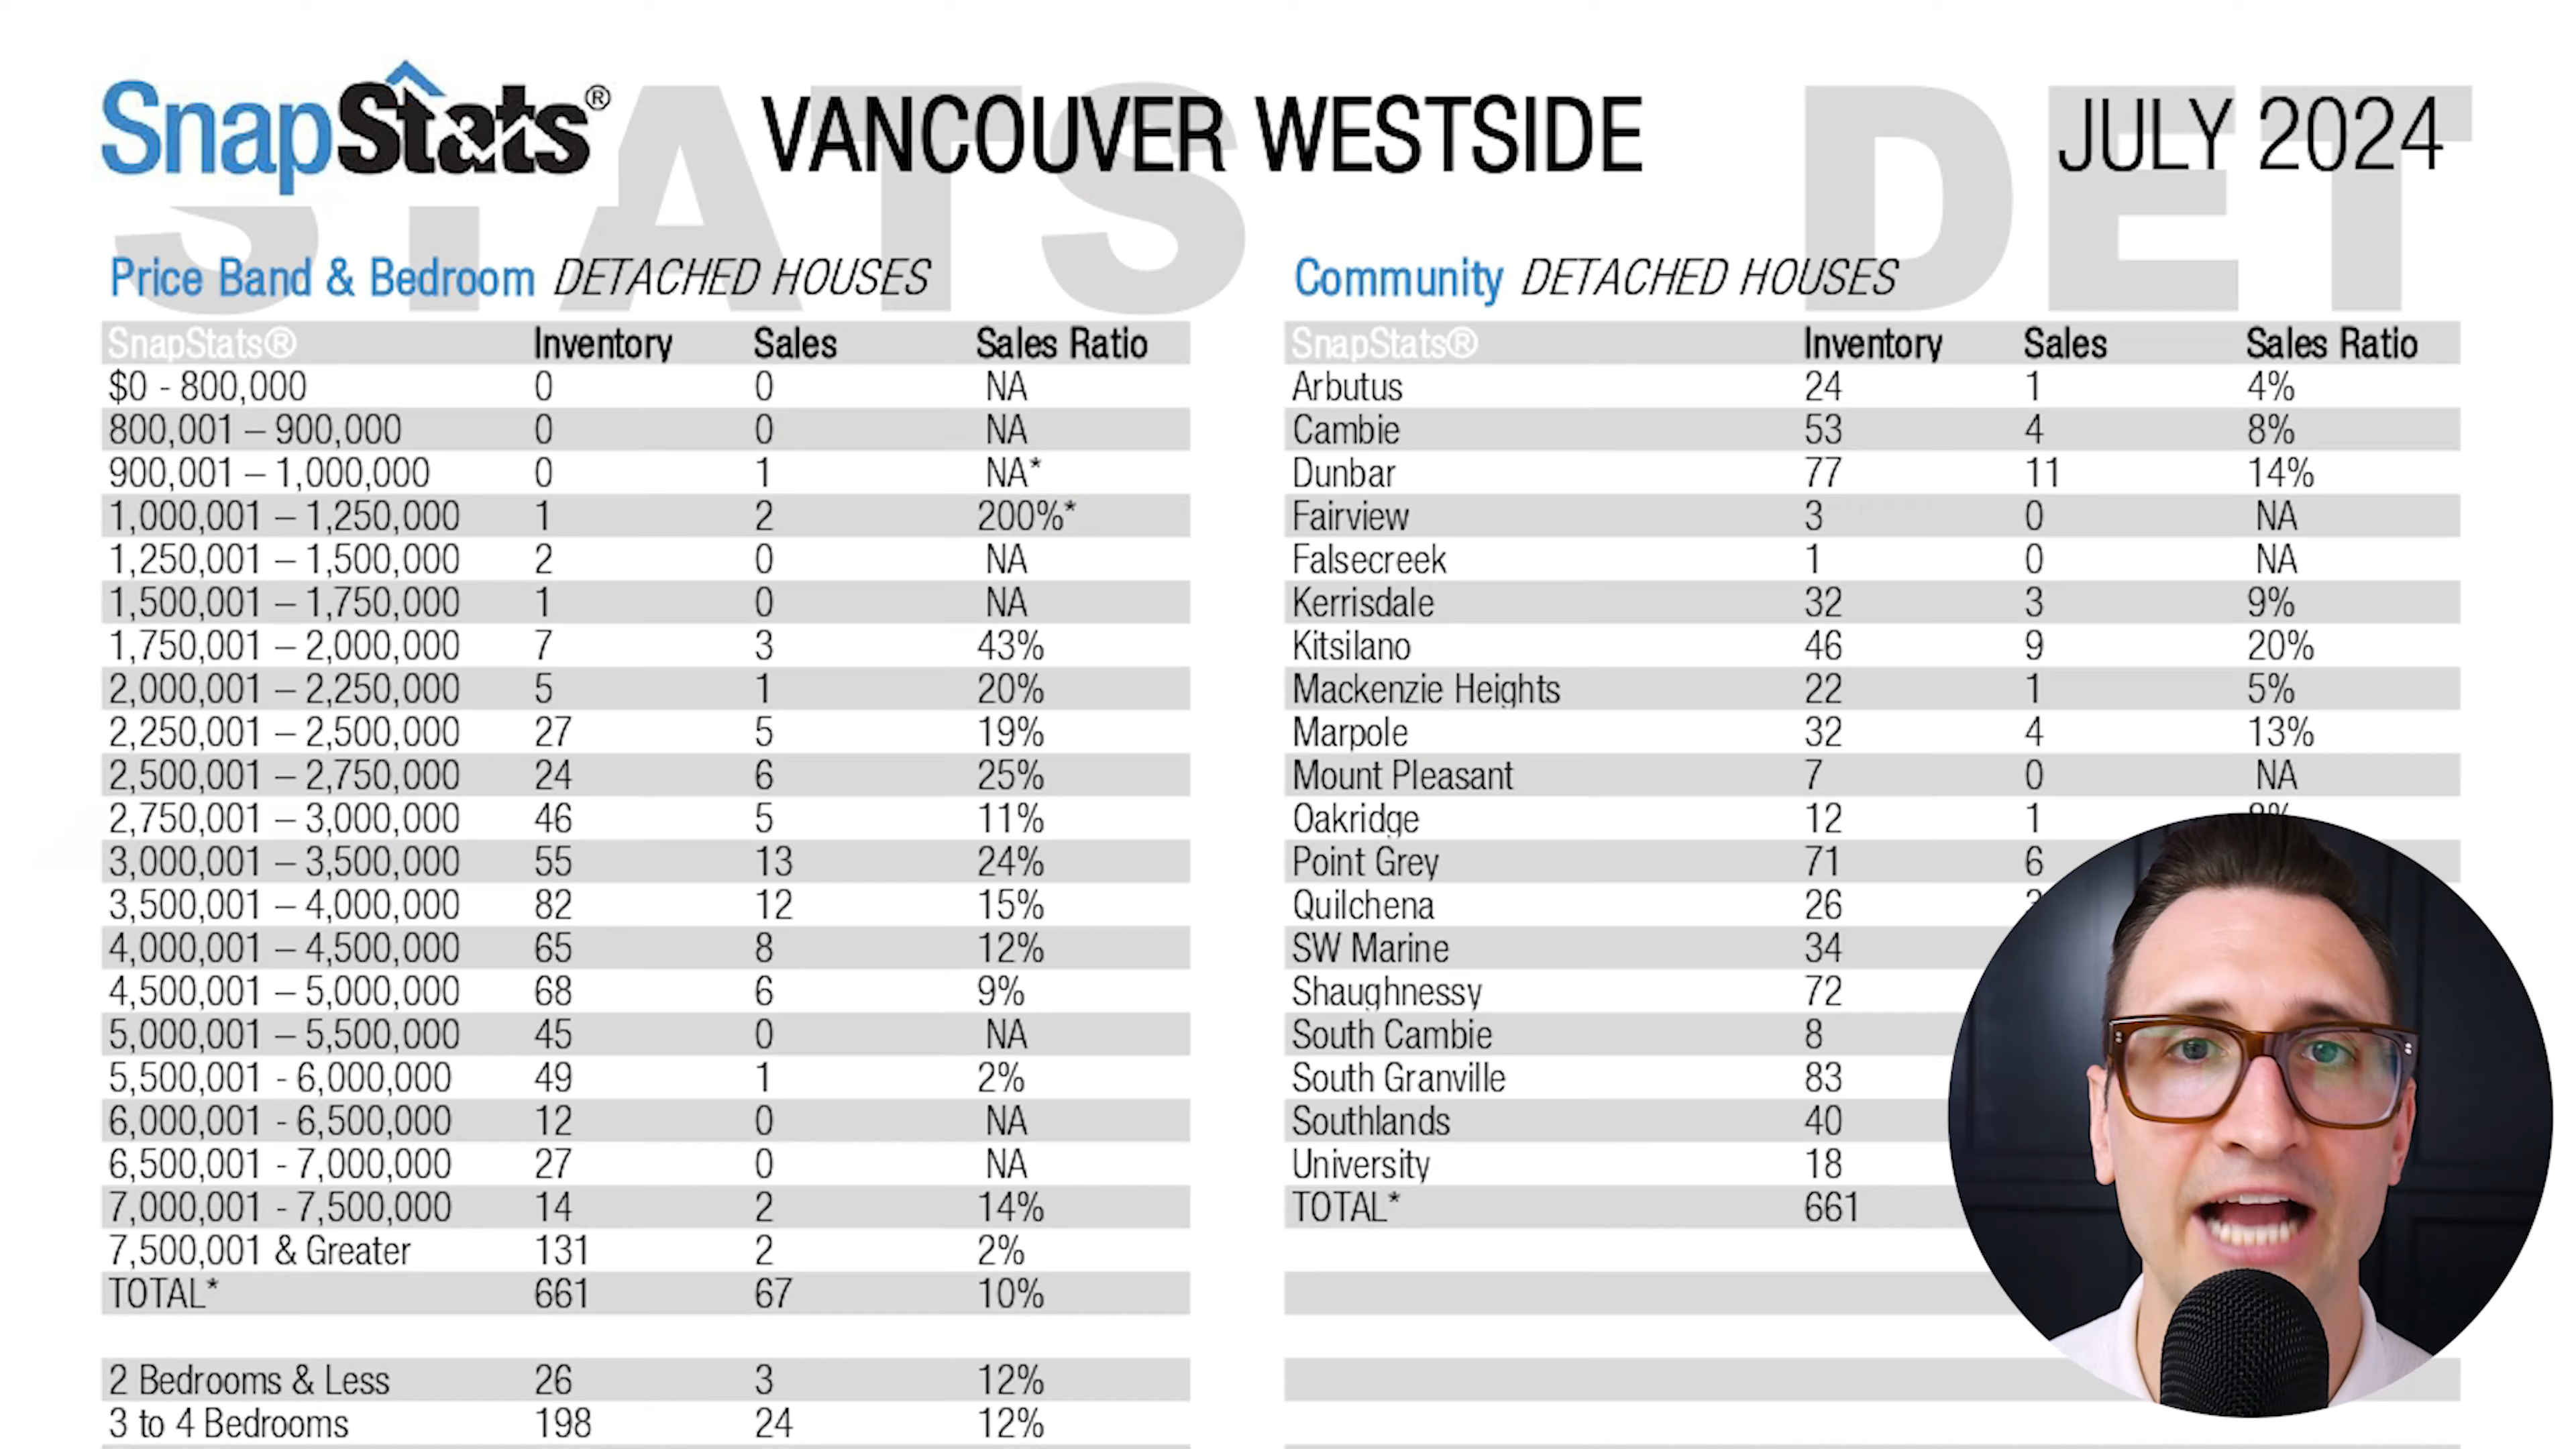 SnapStats® VANCOUVER WESTSIDE JULY 2024
STATS DET
Price Band & Bedroom DETACHED HOUSES
SnapStats® Inventory Sales Sales Ratio
$0 - 800,000 0 0 NA
800,001 – 900,000 0 0 NA
900,001 – 1,000,000 0 1 NA*
1,000,001 – 1,250,000 1 2 200%*
1,250,001 – 1,500,000 2 0 NA
1,500,001 – 1,750,000 1 0 NA
1,750,001 – 2,000,000 7 3 43%
2,000,001 – 2,250,000 5 1 20%
2,250,001 – 2,500,000 27 5 19%
2,500,001 – 2,750,000 24 6 25%
2,750,001 – 3,000,000 46 5 11%
3,000,001 – 3,500,000 55 13 24%
3,500,001 – 4,000,000 82 12 15%
4,000,001 – 4,500,000 65 8 12%
4,500,001 – 5,000,000 68 6 9%
5,000,001 – 5,500,000 45 0 NA
5,500,001 - 6,000,000 49 1 2%
6,000,001 - 6,500,000 12 0 NA
6,500,001 - 7,000,000 27 0 NA
7,000,001 - 7,500,000 14 2 14%
7,500,001 & Greater 131 2 2%
TOTAL* 661 67 10%
2 Bedrooms & Less 26 3 12%
3 to 4 Bedrooms 198 24 12%
Community DETACHED HOUSES
SnapStats® Inventory Sales Sales Ratio
Arbutus 24 1 4%
Cambie 53 4 8%
Dunbar 77 11 14%
Fairview 3 0 NA
Falsecreek 1 0 NA
Kerrisdale 32 3 9%
Kitsilano 46 9 20%
Mackenzie Heights 22 1 5%
Marpole 32 4 13%
Mount Pleasant 7 0 NA
Oakridge 12 1
Point Grey 71 6
Quilchena 26
SW Marine 34
Shaughnessy 72
South Cambie 8
South Granville 83
Southlands 40
University 18
TOTAL* 661